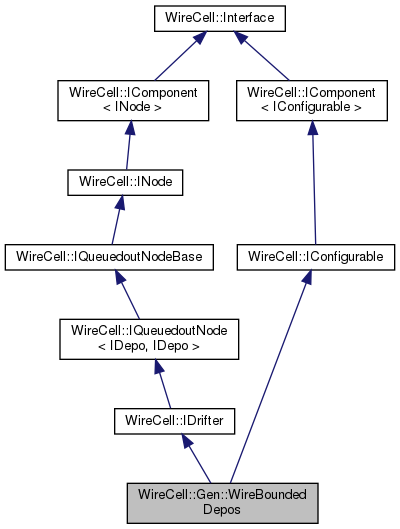 WireCell::Interface
WireCell::IComponent
< INode >
WireCell::IComponent
< IConfigurable >
WireCell::INode
WireCell::IQueuedoutNodeBase
WireCell::IConfigurable
WireCell::IQueuedoutNode
< IDepo, IDepo >
WireCell::IDrifter
WireCell::Gen::WireBounded
Depos